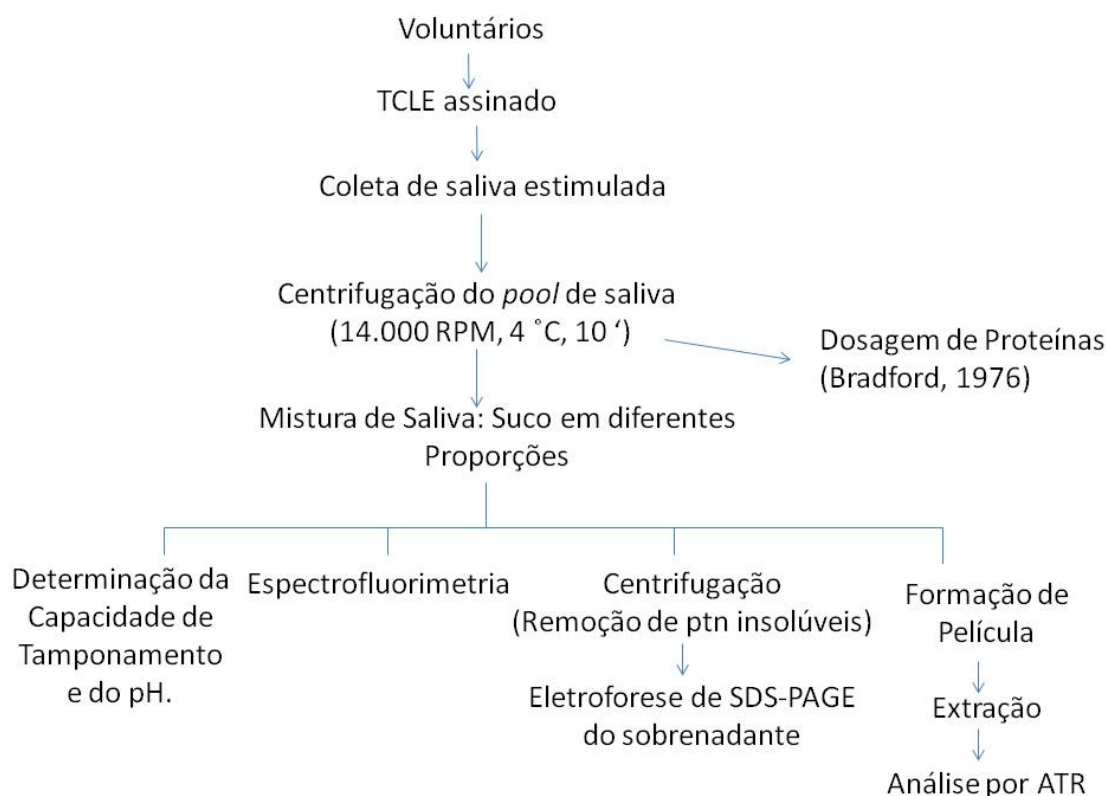 Voluntários
TCLE assinado
Coleta de saliva estimulada
Centrifugação do pool de saliva
(14.000 RPM, 4 ˚C, 10 ‘)
Dosagem de Proteínas
(Bradford, 1976)
Mistura de Saliva: Suco em diferentes
Proporções
Determinação da
Capacidade de
Tamponamento
e do pH.
Espectrofluorimetria
Centrifugação
(Remoção de ptn insolúveis)
Eletroforese de SDS-PAGE
do sobrenadante
Formação de
Película
Extração
Análise por ATR